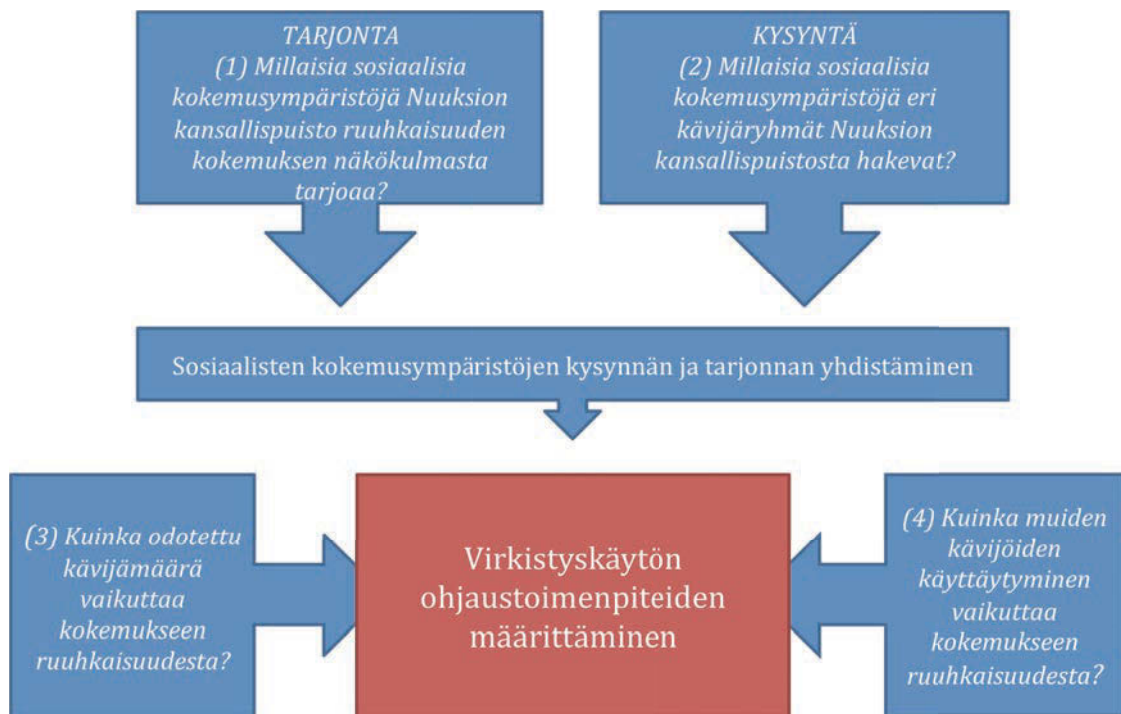 TARJONTA
(1) Millaisia sosiaalisia
kokemusympäristöjä Nuuksion
kansallispuisto ruuhkaisuuden
kokemuksen näkökulmasta
tarjoaa?
KYSYNTÄ
(2) Millaisia sosiaalisia
kokemusympäristöjä eri
kävijäryhmät Nuuksion
kansallispuistosta hakevat?
Sosiaalisten kokemusympäristöjen kysynnän ja tarjonnan yhdistäminen
(3) Kuinka odotettu
kävijämäärä
vaikuttaa
kokemukseen
ruuhkaisuudesta?
Virkistyskäytön
ohjaustoimenpiteiden
määrittäminen
(4) Kuinka muiden
kävijöiden
käyttäytyminen
vaikuttaa
kokemukseen
ruuhkaisuudesta?